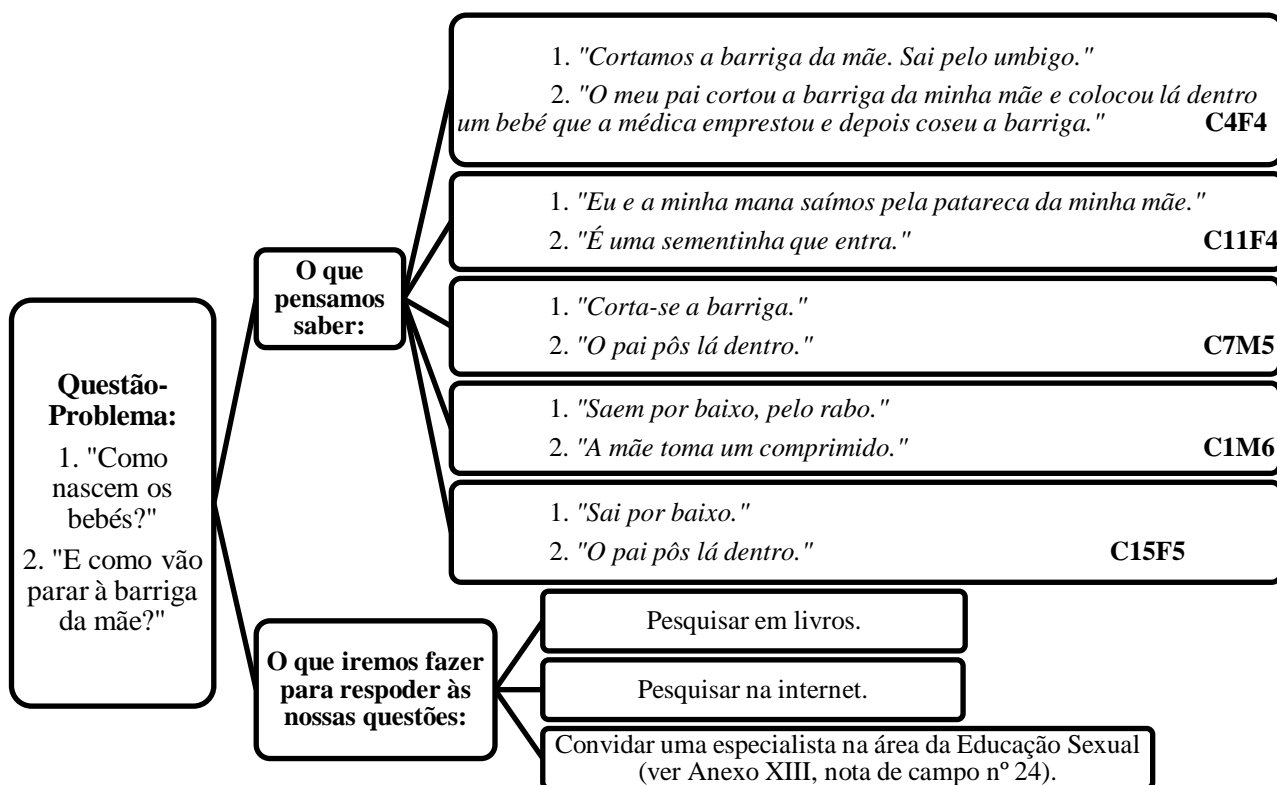 Questão-
Problema:
1. "Como
nascem os
bebés?"
2. "E como vão
parar à barriga
da mãe?"
O que
pensamos
saber:
1. "Cortamos a barriga da mãe. Sai pelo umbigo."
2. "O meu pai cortou a barriga da minha mãe e colocou lá dentro
um bebé que a médica emprestou e depois coseu a barriga." C4F4
1. "Eu e a minha mana saímos pela patareca da minha mãe."
2. "É uma sementinha que entra." C11F4
1. "Corta-se a barriga."
2. "O pai pôs lá dentro." C7M5
1. "Saem por baixo, pelo rabo."
2. "A mãe toma um comprimido." C1M6
1. "Sai por baixo."
2. "O pai pôs lá dentro." C15F5
O que iremos fazer
para respoder às
nossas questões:
Pesquisar em livros.
Pesquisar na internet.
Convidar uma especialista na área da Educação Sexual
(ver Anexo XIII, nota de campo nº 24).